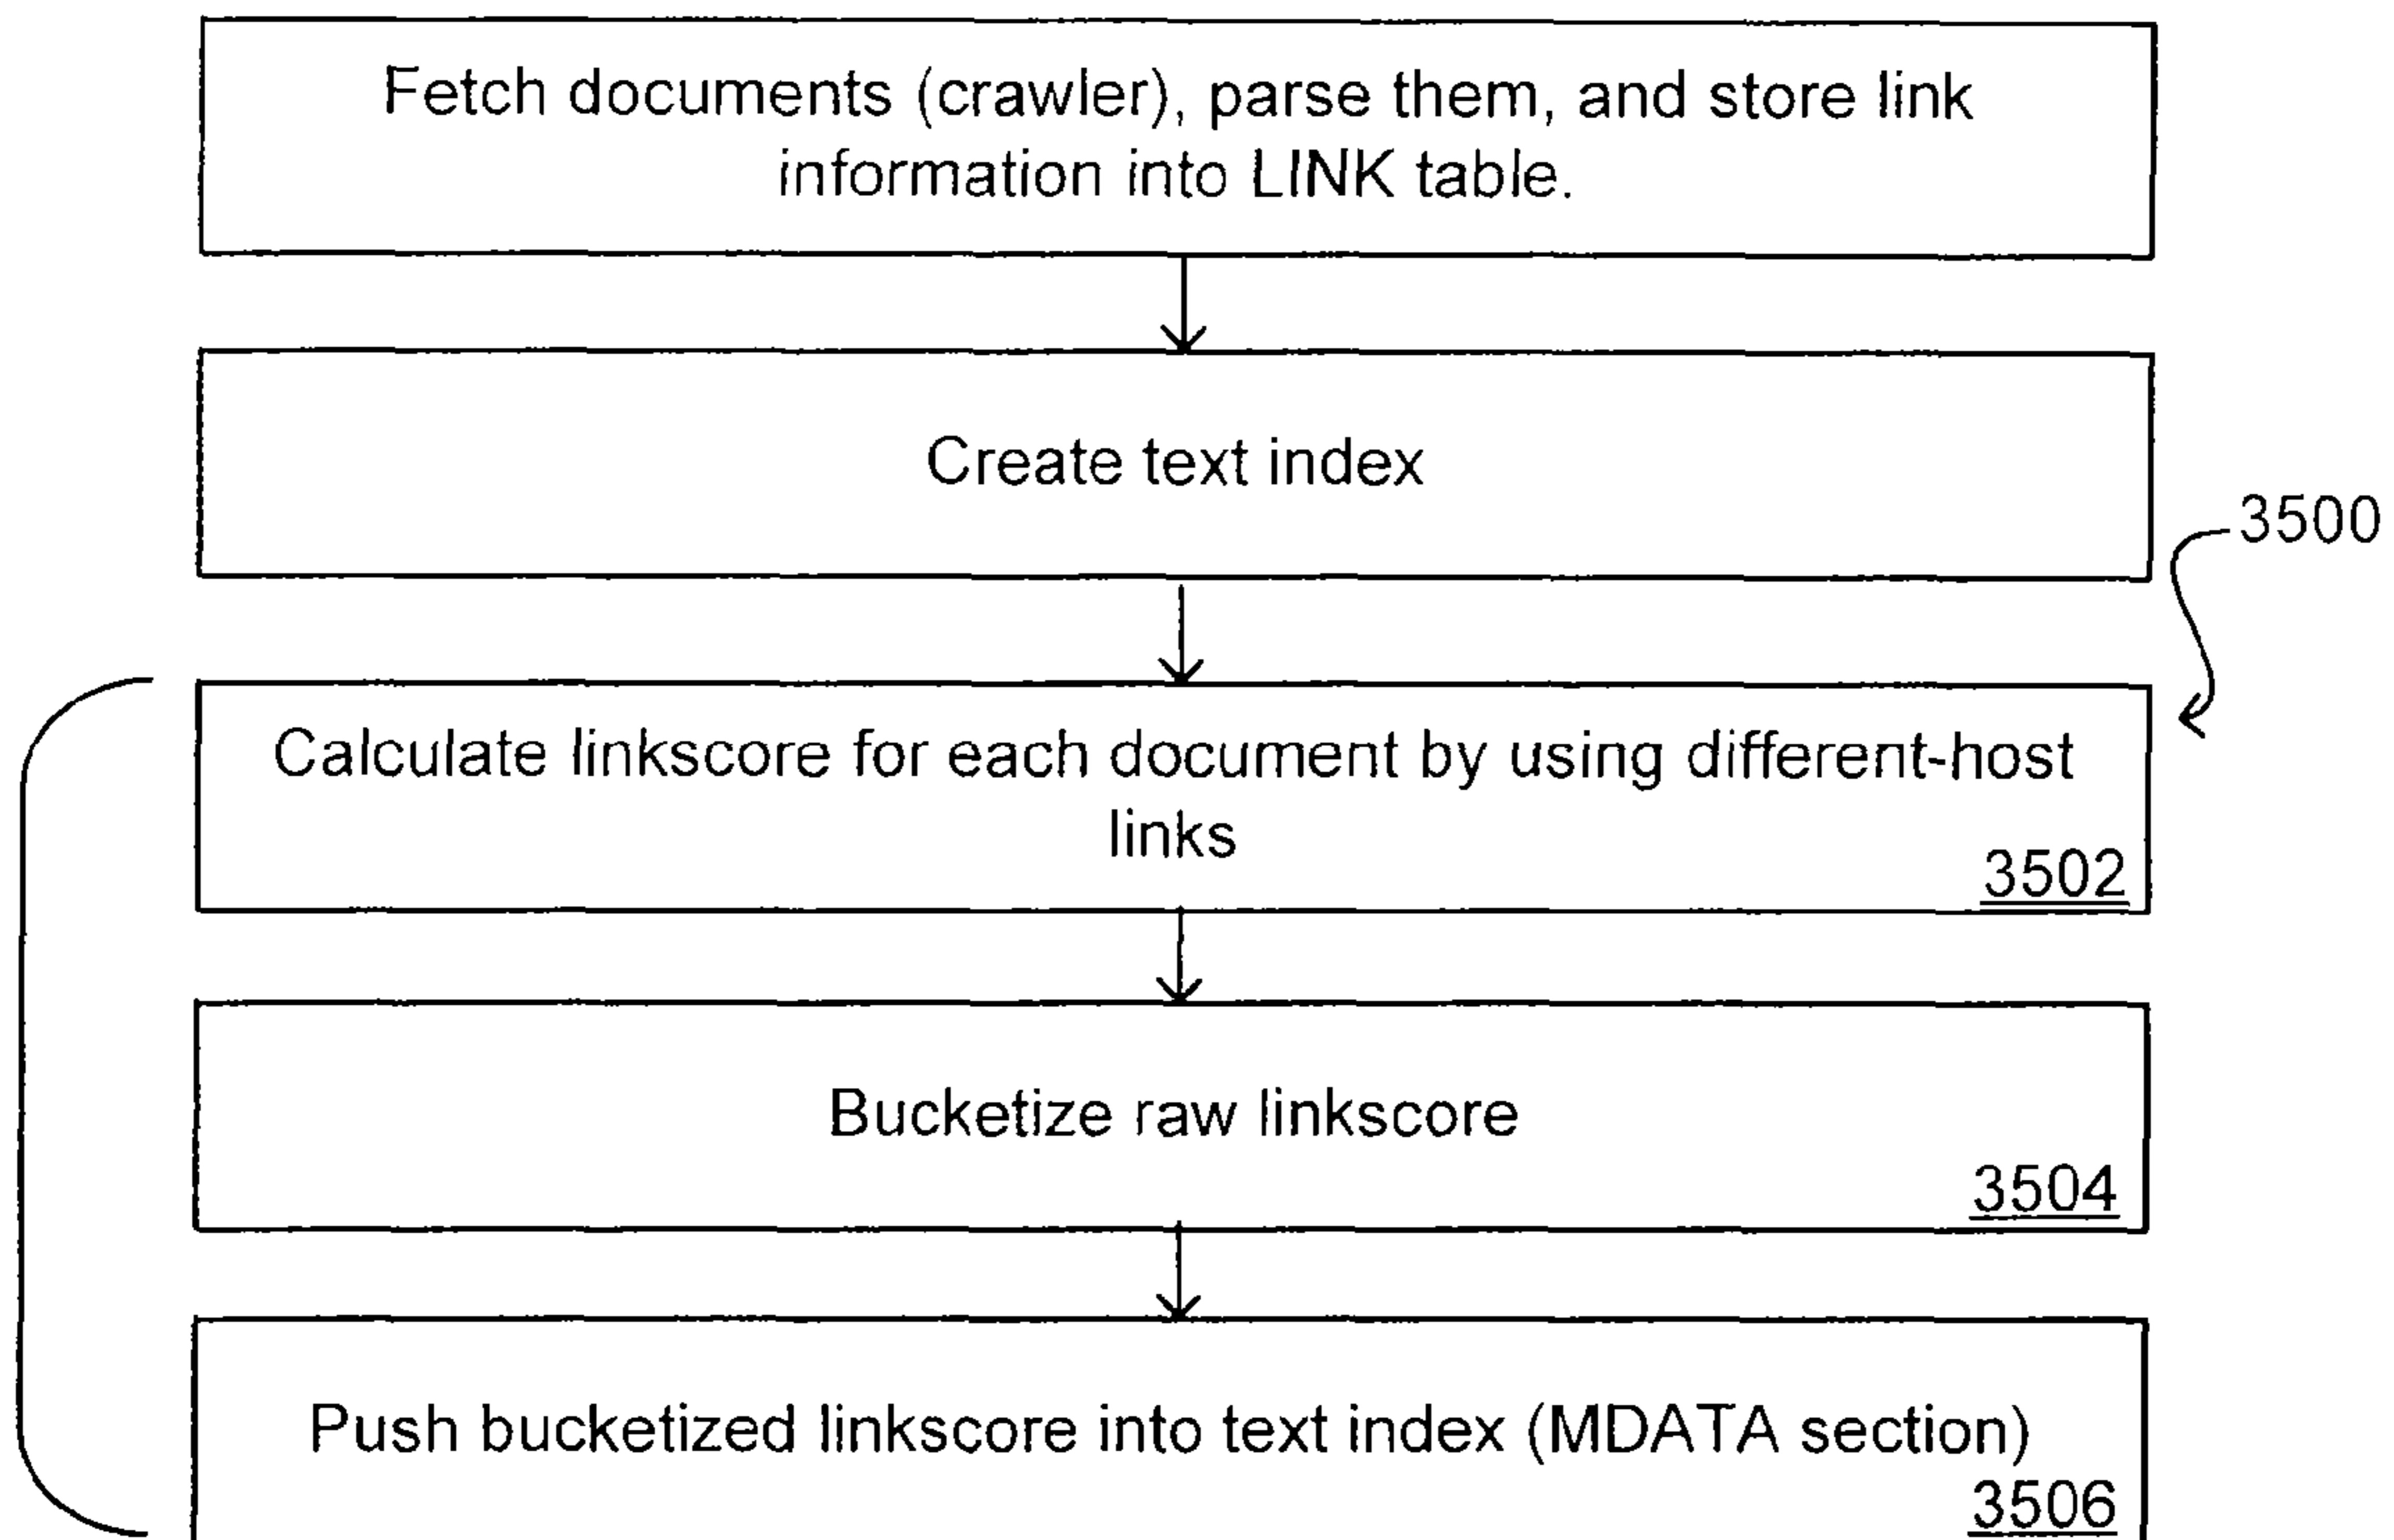 Fetch documents (crawler), parse them, and store link
information into LINK table.
Create text index
3500
Calculate linkscore for each document by using different-host
links
3502
Bucketize raw linkscore
3504
Push bucketized linkscore into text index (MDATA section)
3506